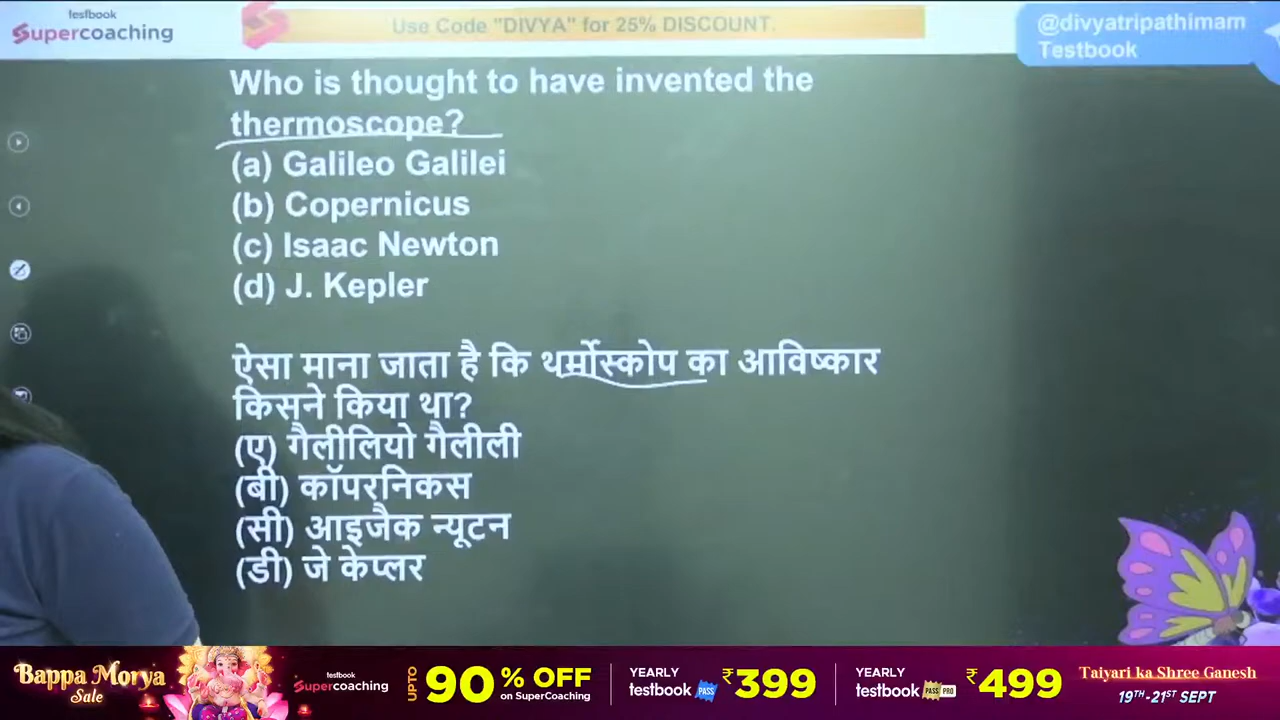 testbook
Supercoaching
Use Code "DIVYA" for 25% DISCOUNT.
@divyatripathimam
Testbook
Who is thought to have invented the
thermoscope?
(a) Galileo Galilei
(b) Copernicus
(c) Isaac Newton
(d) J. Kepler
ऐसा माना जाता है कि थर्मोस्कोप का आविष्कार
किसने किया था?
(ए) गैलीलियो गैलीली
(बी) कॉपरनिकस
(सी) आइजैक न्यूटन
(डी) जे केप्लर
Bappa Morya
Sale
testbook
Supercoaching
UPTO
90% OFF
on SuperCoaching
YEARLY
testbook PASS
₹399
YEARLY
testbook PASS PRO
₹499
Taiyari ka Shree Ganesh
19TH-21ST SEPT